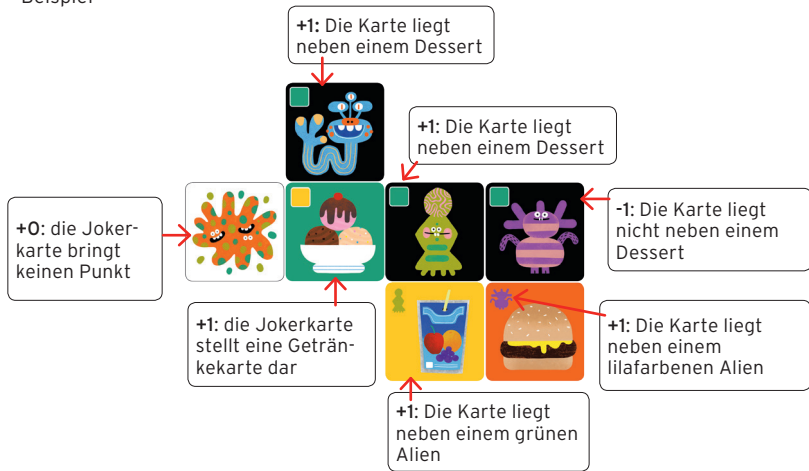 Beispiel
+1: Die Karte liegt
neben einem Dessert
+1: Die Karte liegt
neben einem Dessert
+0: die Joker-
karte bringt
keinen Punkt
-1: Die Karte liegt
nicht neben einem
Dessert
+1: die Jokerkarte
stellt eine Geträn-
kekarte dar
+1: Die Karte liegt
neben einem
lilafarbenen Alien
+1: Die Karte liegt
neben einem grünen
Alien